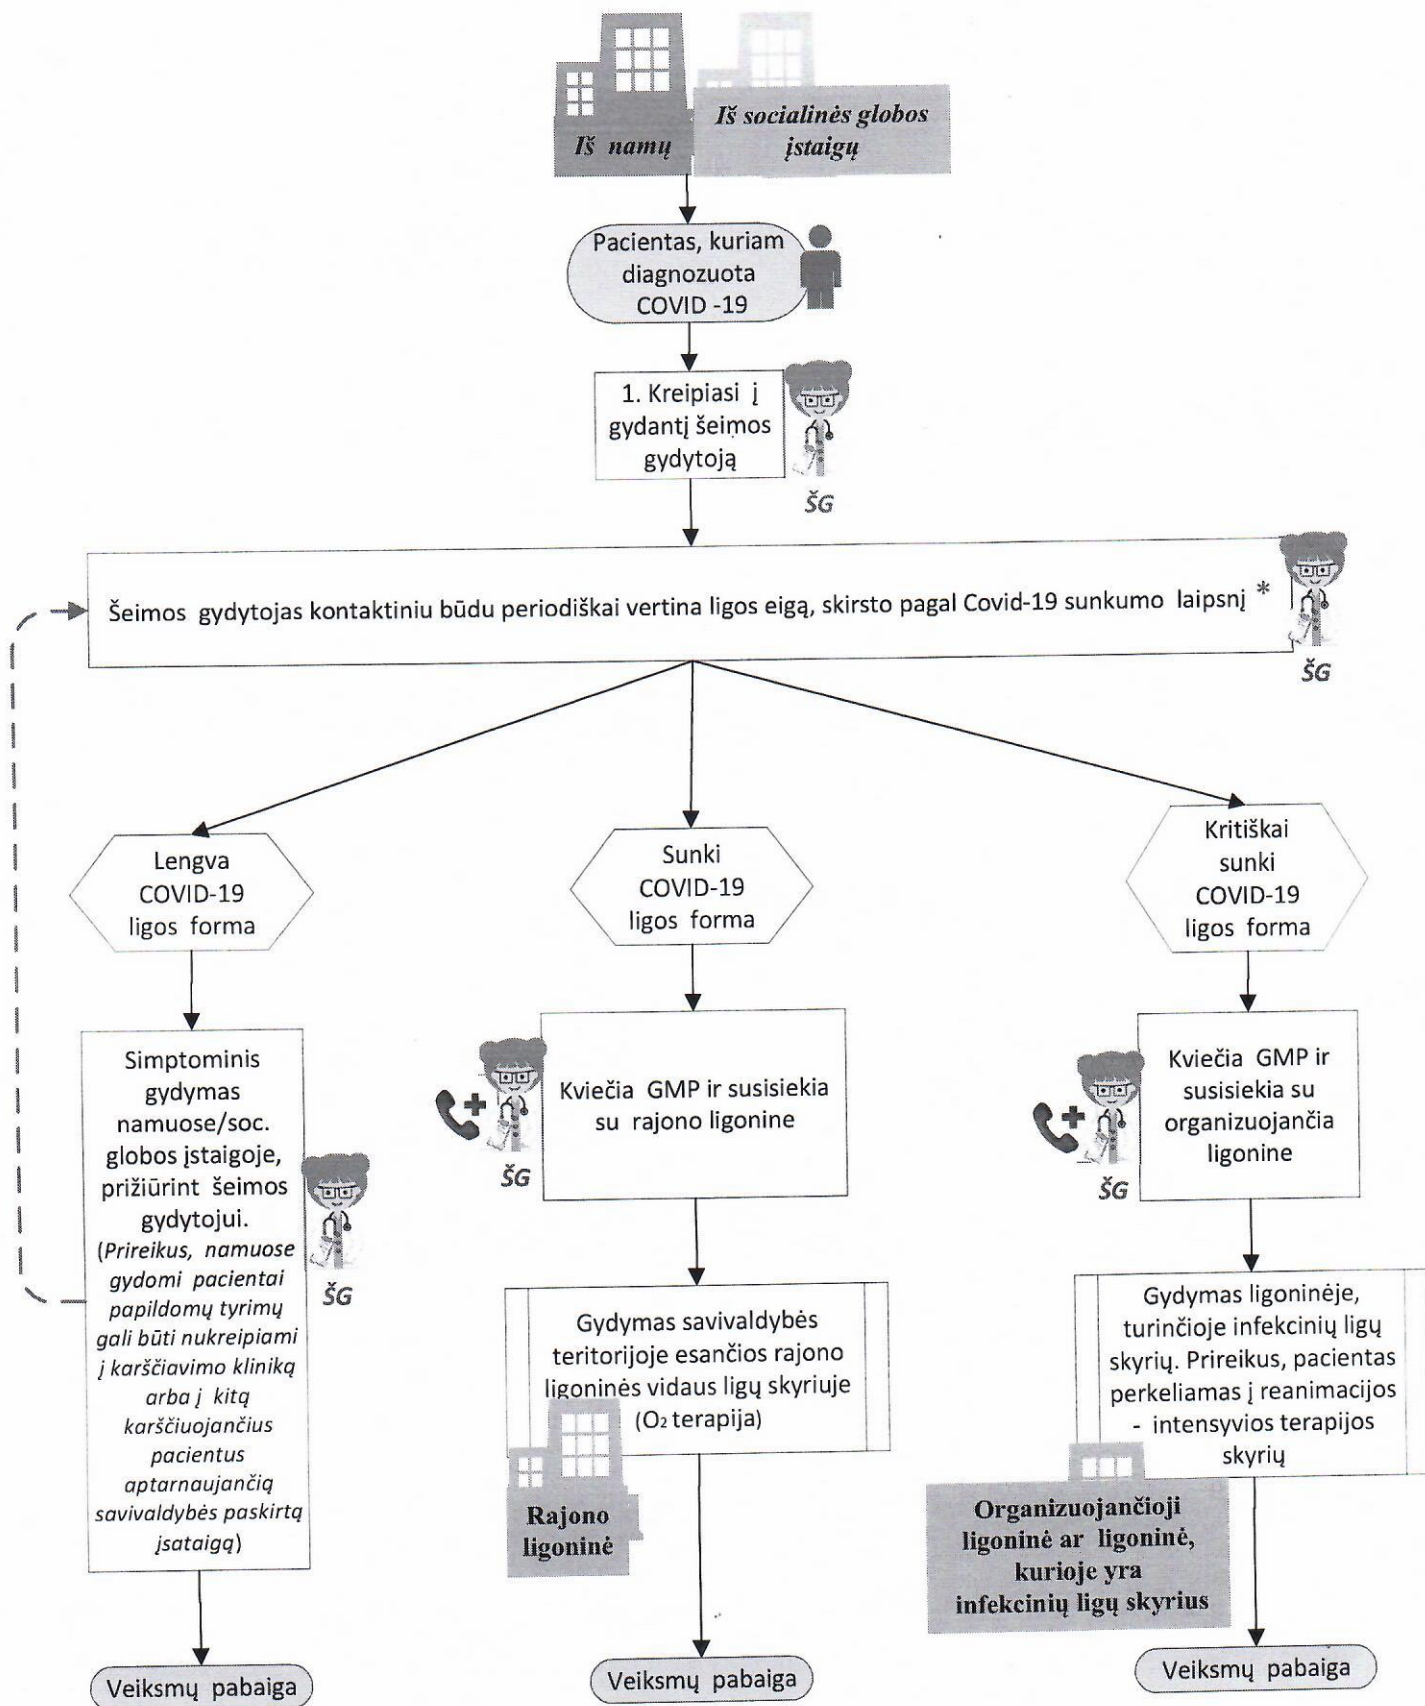 Iš namų
Iš socialinės globos
įstaigų
Pacientas, kuriam
diagnozuota
COVID -19
1. Kreipiasi į
gydantį šeimos
gydytoją
ŠG
Šeimos gydytojas kontaktiniu būdu periodiškai vertina ligos eigą, skirsto pagal Covid-19 sunkumo laipsnį *
ŠG
Lengva
COVID-19
ligos forma
Sunki
COVID-19
ligos forma
Kritiškai
sunki
COVID-19
ligos forma
Simptominis
gydymas
namuose/soc.
globos įstaigoje,
prižiūrint šeimos
gydytojui.
(Prireikus, namuose
gydomi pacientai
papildomų tyrimų
gali būti nukreipiami
į karščiavimo kliniką
arba į kitą
karščiuojančius
pacientus
aptarnaujančią
savivaldybės paskirtą
įsataigą)
ŠG
Kviečia GMP ir susisiekia
su rajono ligonine
ŠG
Kviečia GMP ir
susisiekia su
organizuojančia
ligonine
ŠG
Gydymas savivaldybės
teritorijoje esančios rajono
ligoninės vidaus ligų skyriuje
(O₂ terapija)
Rajono
ligoninė
Gydymas ligoninėje,
turinčioje infekcinių ligų
skyrių. Prireikus, pacientas
perkeliamas į reanimacijos
- intensyvios terapijos
skyrių
Organizuojančioji
ligoninė ar ligoninė,
kurioje yra
infekcinių ligų skyrius
Veiksmų pabaiga
Veiksmų pabaiga
Veiksmų pabaiga